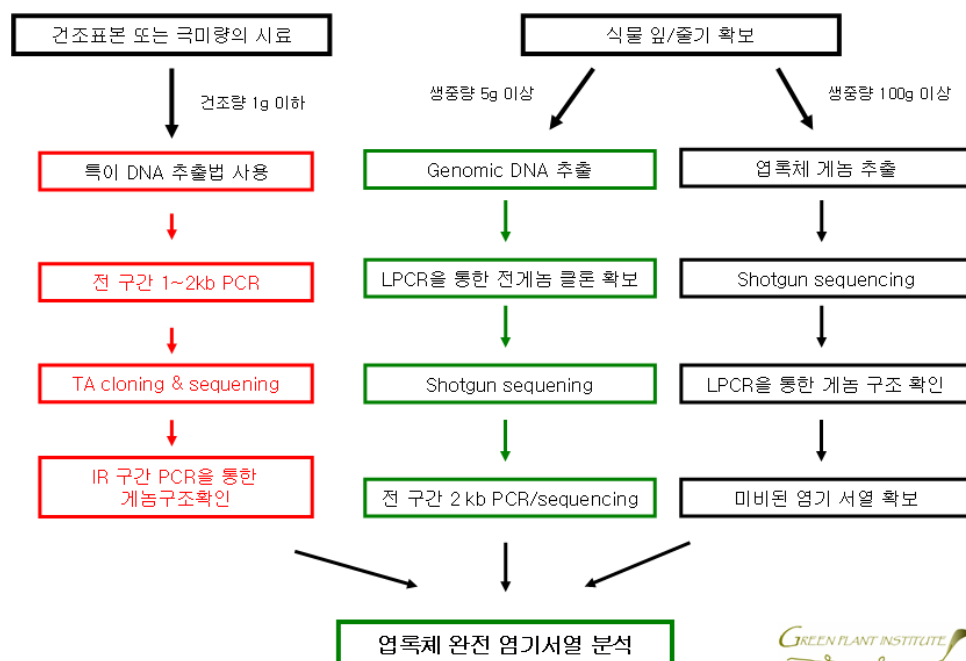 건조표본 또는 극미량의 시료
식물 잎/줄기 확보
건조량 1g 이하
생중량 5g 이상
생중량 100g 이상
특이 DNA 추출법 사용
Genomic DNA 추출
엽록체 게놈 추출
전 구간 1~2kb PCR
LPCR을 통한 전게놈 클론 확보
Shotgun sequencing
TA cloning & sequening
Shotgun sequening
LPCR을 통한 게놈 구조 확인
IR 구간 PCR을 통한
게놈구조확인
전 구간 2 kb PCR/sequencing
미비된 염기 서열 확보
엽록체 완전 염기서열 분석
GREEN PLANT INSTITUTE